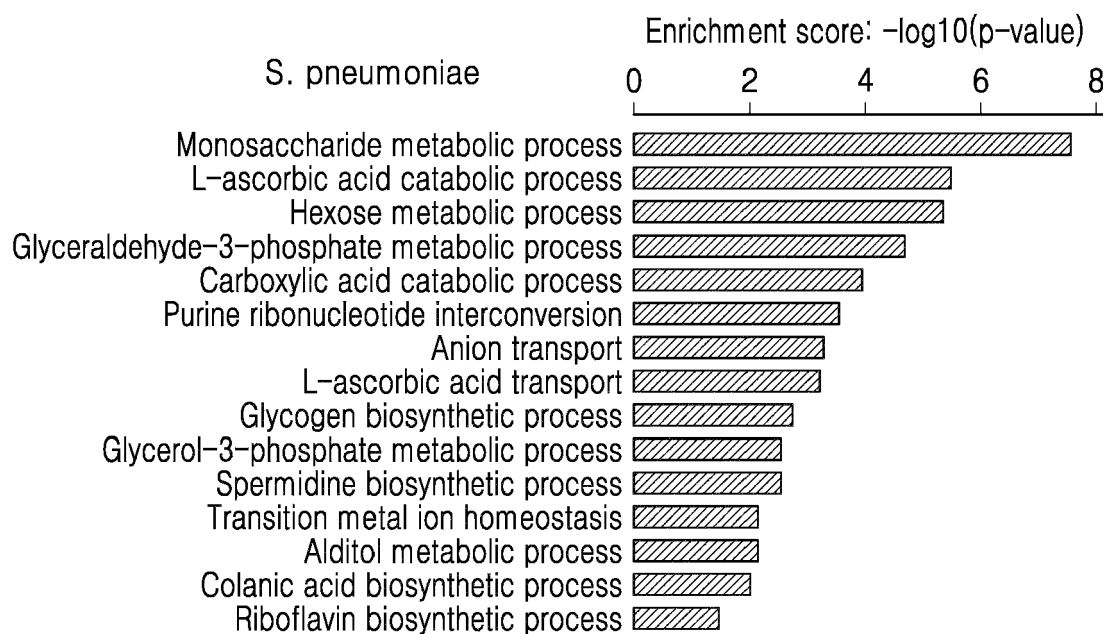 Enrichment score: -log10(p-value)
S. pneumoniae
0 2 4 6 8
Monosaccharide metabolic process
L-ascorbic acid catabolic process
Hexose metabolic process
Glyceraldehyde-3-phosphate metabolic process
Carboxylic acid catabolic process
Purine ribonucleotide interconversion
Anion transport
L-ascorbic acid transport
Glycogen biosynthetic process
Glycerol-3-phosphate metabolic process
Spermidine biosynthetic process
Transition metal ion homeostasis
Alditol metabolic process
Colanic acid biosynthetic process
Riboflavin biosynthetic process